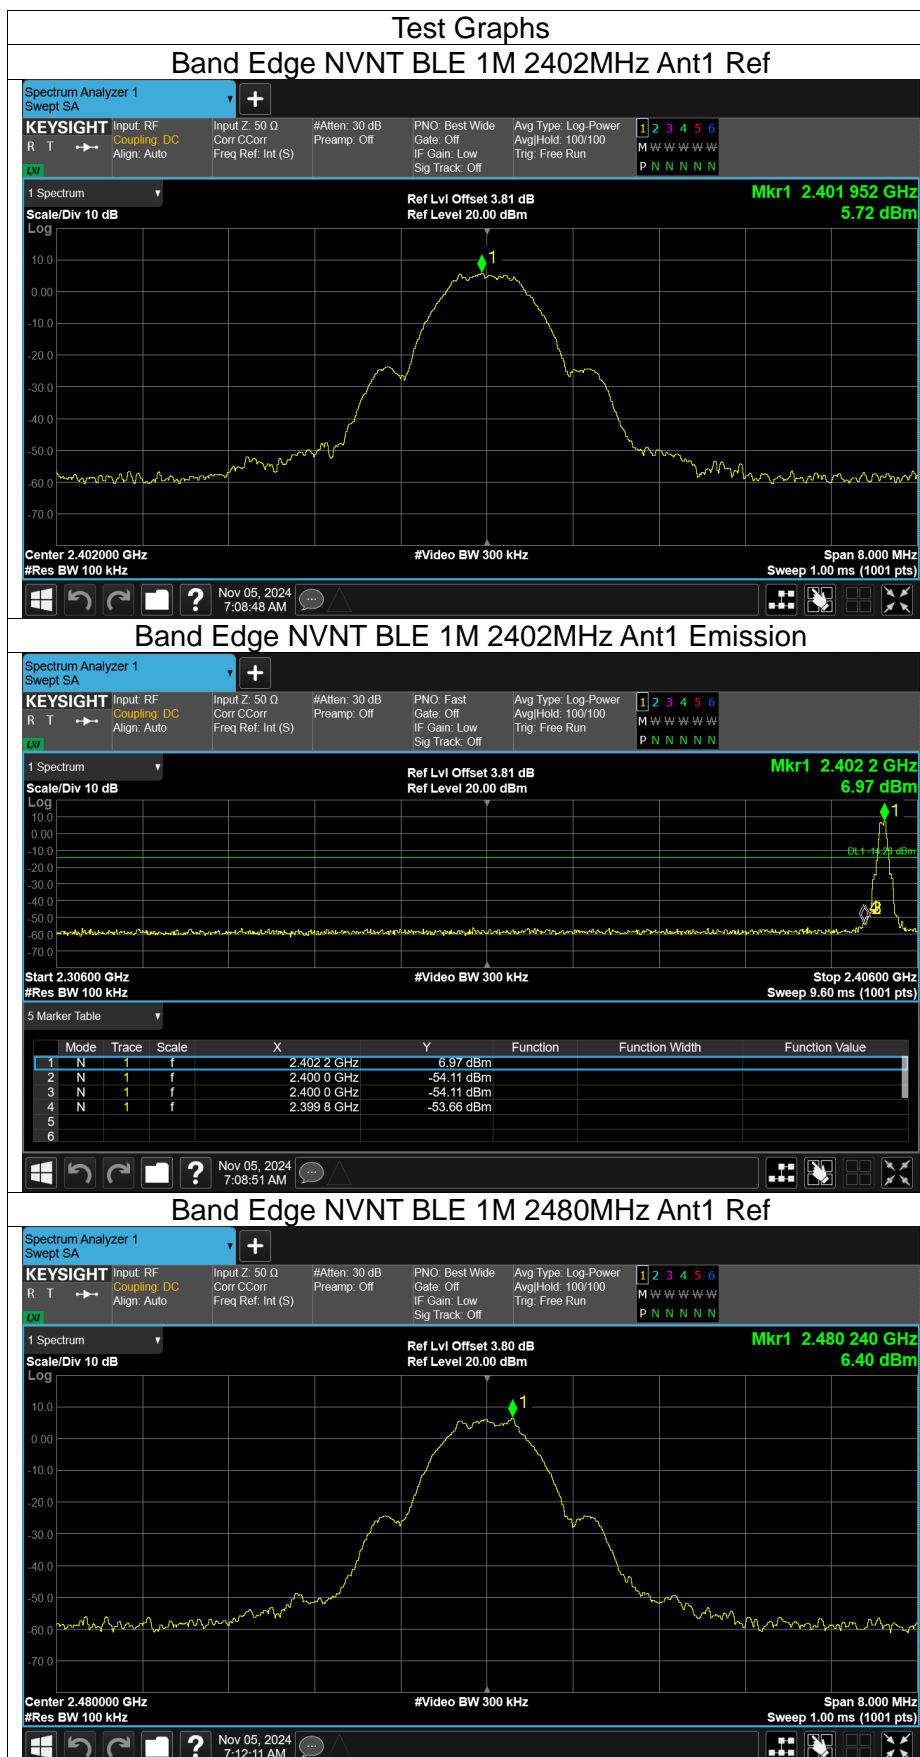 Test Graphs
Band Edge NVNT BLE 1M 2402MHz Ant1 Ref
Spectrum Analyzer 1
Swept SA
KEYSIGHT Input: RF Input Z: 50 Ω #Atten: 30 dB PNO: Best Wide Avg Type: Log-Power 1 2 3 4 5 6
R T Coupling: DC Corr CCorr Preamp: Off Gate: Off Avg|Hold: 100/100 M W W W W W
Align: Auto Freq Ref: Int (S) IF Gain: Low Trig: Free Run
LXI Sig Track: Off P N N N N N
1 Spectrum Ref Lvl Offset 3.81 dB Mkr1 2.401 952 GHz
Scale/Div 10 dB Ref Level 20.00 dBm 5.72 dBm
Log
1
10.0
0.00
-10.0
-20.0
-30.0
-40.0
-50.0
-60.0
-70.0
Center 2.402000 GHz #Video BW 300 kHz Span 8.000 MHz
#Res BW 100 kHz Sweep 1.00 ms (1001 pts)
? Nov 05, 2024
7:08:48 AM
Band Edge NVNT BLE 1M 2402MHz Ant1 Emission
Spectrum Analyzer 1
Swept SA
KEYSIGHT Input: RF Input Z: 50 Ω #Atten: 30 dB PNO: Fast Avg Type: Log-Power 1 2 3 4 5 6
R T Coupling: DC Corr CCorr Preamp: Off Gate: Off Avg|Hold: 100/100 M W W W W W
Align: Auto Freq Ref: Int (S) IF Gain: Low Trig: Free Run
LXI Sig Track: Off P N N N N N
1 Spectrum Ref Lvl Offset 3.81 dB Mkr1 2.402 2 GHz
Scale/Div 10 dB Ref Level 20.00 dBm 6.97 dBm
Log
1
10.0
0.00
-10.0 DL1 dBm
-20.0
-30.0
-40.0
-50.0
-60.0
-70.0
Start 2.30600 GHz #Video BW 300 kHz Stop 2.40600 GHz
#Res BW 100 kHz Sweep 9.60 ms (1001 pts)
5 Marker Table
Mode Trace Scale X Y Function Function Width Function Value
1 N 1 f 2.402 2 GHz 6.97 dBm
2 N 1 f 2.400 0 GHz -54.11 dBm
3 N 1 f 2.400 0 GHz -54.11 dBm
4 N 1 f 2.399 8 GHz -53.66 dBm
5
6
? Nov 05, 2024
7:08:51 AM
Band Edge NVNT BLE 1M 2480MHz Ant1 Ref
Spectrum Analyzer 1
Swept SA
KEYSIGHT Input: RF Input Z: 50 Ω #Atten: 30 dB PNO: Best Wide Avg Type: Log-Power 1 2 3 4 5 6
R T Coupling: DC Corr CCorr Preamp: Off Gate: Off Avg|Hold: 100/100 M W W W W W
Align: Auto Freq Ref: Int (S) IF Gain: Low Trig: Free Run
LXI Sig Track: Off P N N N N N
1 Spectrum Ref Lvl Offset 3.80 dB Mkr1 2.480 240 GHz
Scale/Div 10 dB Ref Level 20.00 dBm 6.40 dBm
Log
1
10.0
0.00
-10.0
-20.0
-30.0
-40.0
-50.0
-60.0
-70.0
Center 2.480000 GHz #Video BW 300 kHz Span 8.000 MHz
#Res BW 100 kHz Sweep 1.00 ms (1001 pts)
? Nov 05, 2024
7:12:11 AM